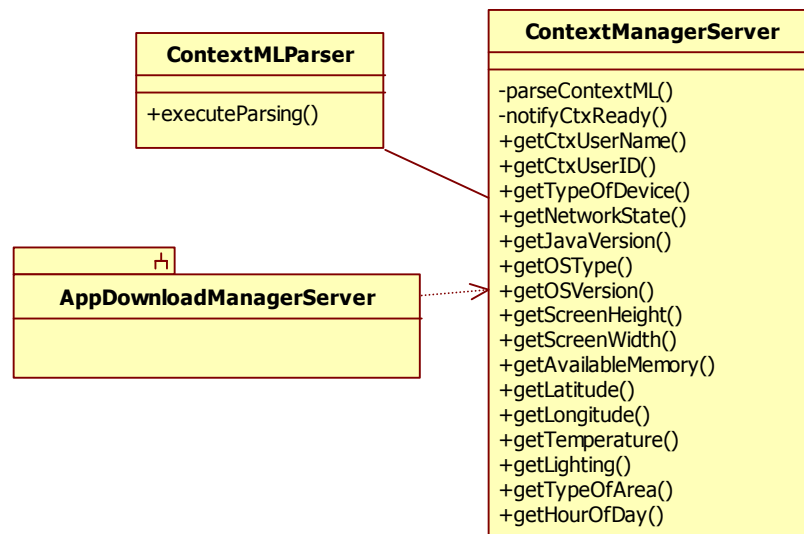 ContextMLParser
+executeParsing()
AppDownloadManagerServer
ContextManagerServer
-parseContextML()
-notifyCtxReady()
+getCtxUserName()
+getCtxUserID()
+getTypeOfDevice()
+getNetworkState()
+getJavaVersion()
+getOSType()
+getOSVersion()
+getScreenHeight()
+getScreenWidth()
+getAvailableMemory()
+getLatitude()
+getLongitude()
+getTemperature()
+getLighting()
+getTypeOfArea()
+getHourOfDay()